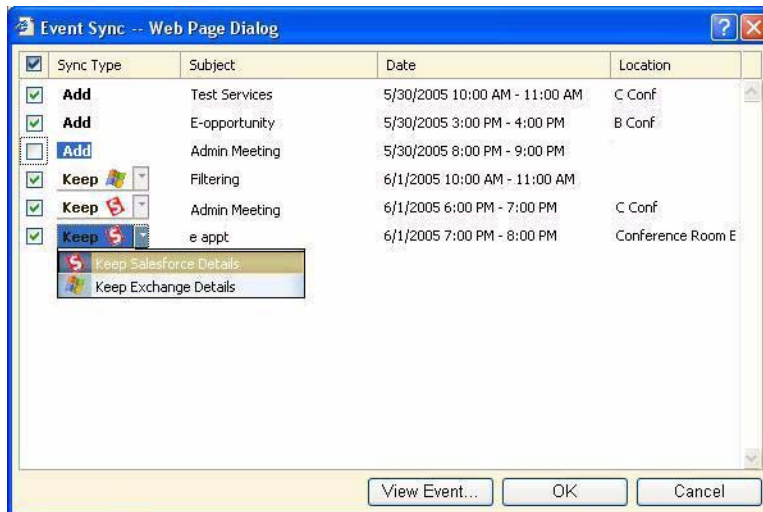 Event Sync -- Web Page Dialog
Sync Type Subject Date Location
Add Test Services 5/30/2005 10:00 AM - 11:00 AM C Conf
Add E-opportunity 5/30/2005 3:00 PM - 4:00 PM B Conf
Add Admin Meeting 5/30/2005 8:00 PM - 9:00 PM
Keep Filtering 6/1/2005 10:00 AM - 11:00 AM
Keep Admin Meeting 6/1/2005 6:00 PM - 7:00 PM C Conf
Keep e appt 6/1/2005 7:00 PM - 8:00 PM Conference Room E
Keep Salesforce Details
Keep Exchange Details
View Event... OK Cancel